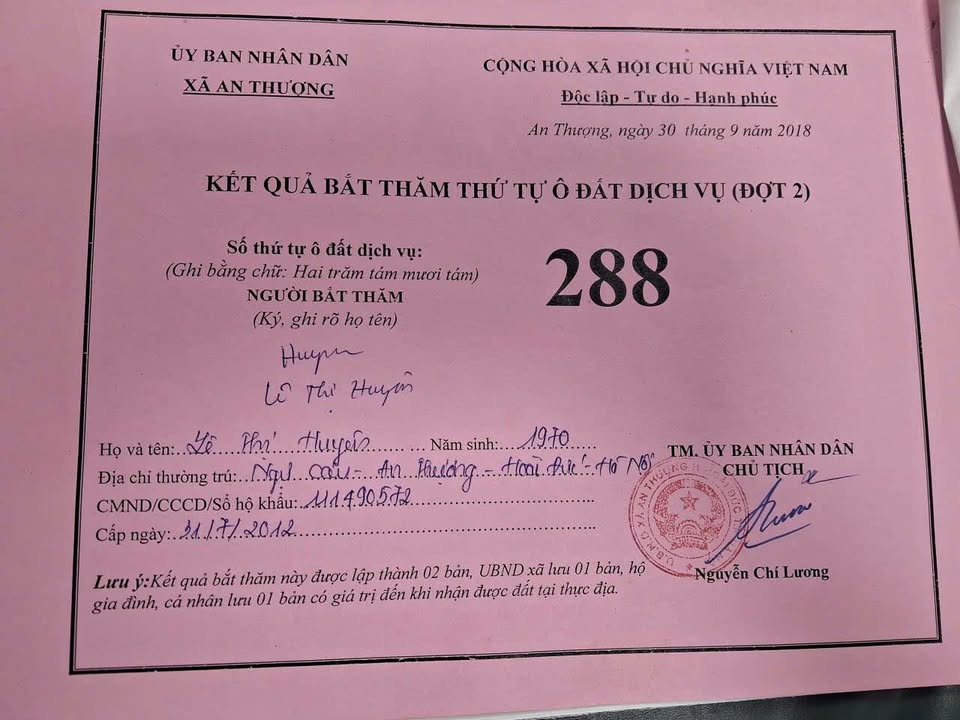 ỦY BAN NHÂN DÂN
XÃ AN THƯỢNG
CỘNG HÒA XÃ HỘI CHỦ NGHĨA VIỆT NAM
Độc lập - Tự do - Hạnh phúc
An Thượng, ngày 30 tháng 9 năm 2018
KẾT QUẢ BẮT THĂM THỨ TỰ Ô ĐẤT DỊCH VỤ (ĐỢT 2)
Số thứ tự ô đất dịch vụ:
(Ghi bằng chữ: Hai trăm tám mươi tám)
288
NGƯỜI BẮT THĂM
(Ký, ghi rõ họ tên)
Huyền
Lê Thị Huyền
Họ và tên: Lê Thị Huyền Năm sinh: 1970
Địa chỉ thường trú: Ngự Câu - An Thượng - Hoài Đức - Hà Nội
CMND/CCCD/Số hộ khẩu: 111490572
Cấp ngày: 31/7/2012
TM. ỦY BAN NHÂN DÂN
CHỦ TỊCH
U.B.N.D XÃ AN THƯỢNG
Nguyễn Chí Lương
Lưu ý:Kết quả bắt thăm này được lập thành 02 bản, UBND xã lưu 01 bản, hộ
gia đình, cá nhân lưu 01 bản có giá trị đến khi nhận được đất tại thực địa.